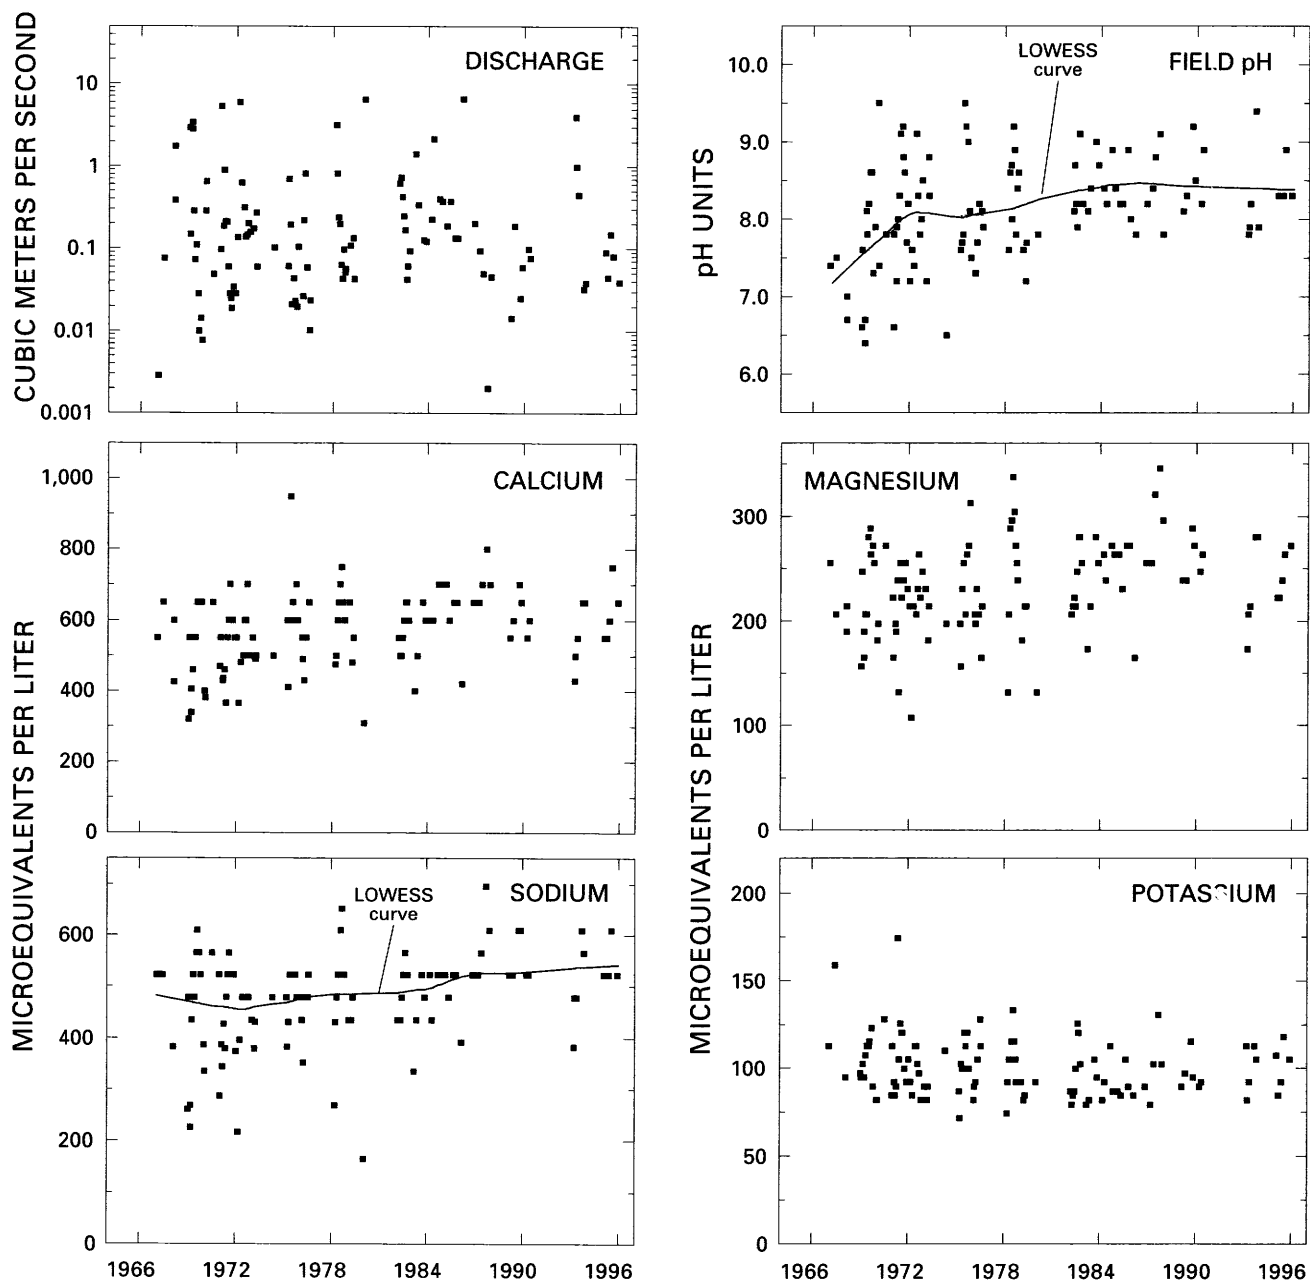 CUBIC METERS PER SECOND
DISCHARGE
10
1
0.1
0.01
0.001
pH UNITS
LOWESS
curve
FIELD pH
10.0
9.0
8.0
7.0
6.0
MICROEQUIVALENTS PER LITER
CALCIUM
1,000
800
600
400
200
0
MICROEQUIVALENTS PER LITER
MAGNESIUM
300
200
100
0
LOWESS
curve
SODIUM
600
400
200
0
1966 1972 1978 1984 1990 1996
POTASSIUM
200
150
100
50
0
1966 1972 1978 1984 1990 1996